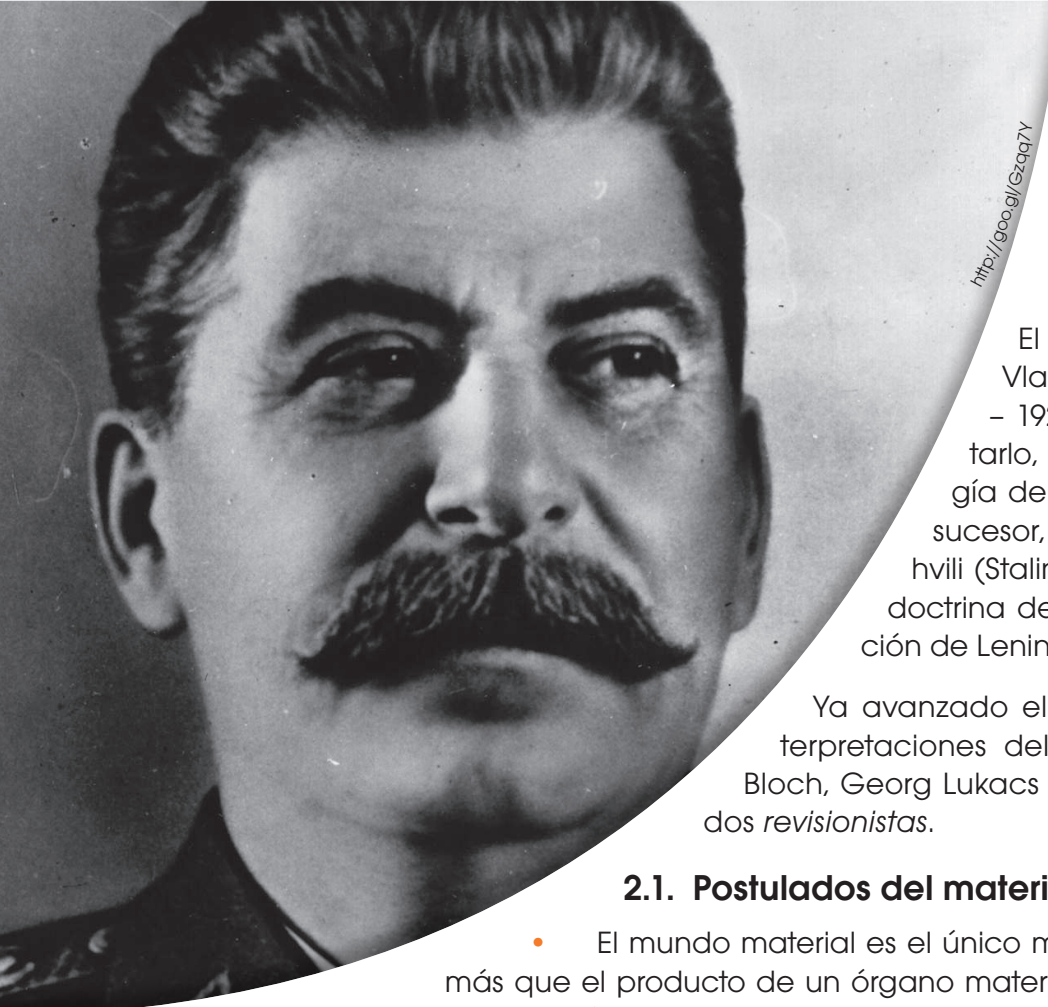 http://goo.gl/Gzqq7Y
El
Vla
– 192
tarlo,
gía de
sucesor,
hvili (Stalin
doctrina de
ción de Lenin
Ya avanzado el
terpretaciones del
Bloch, Georg Lukacs
dos revisionistas.
2.1. Postulados del materi
• El mundo material es el único m
más que el producto de un órgano mater